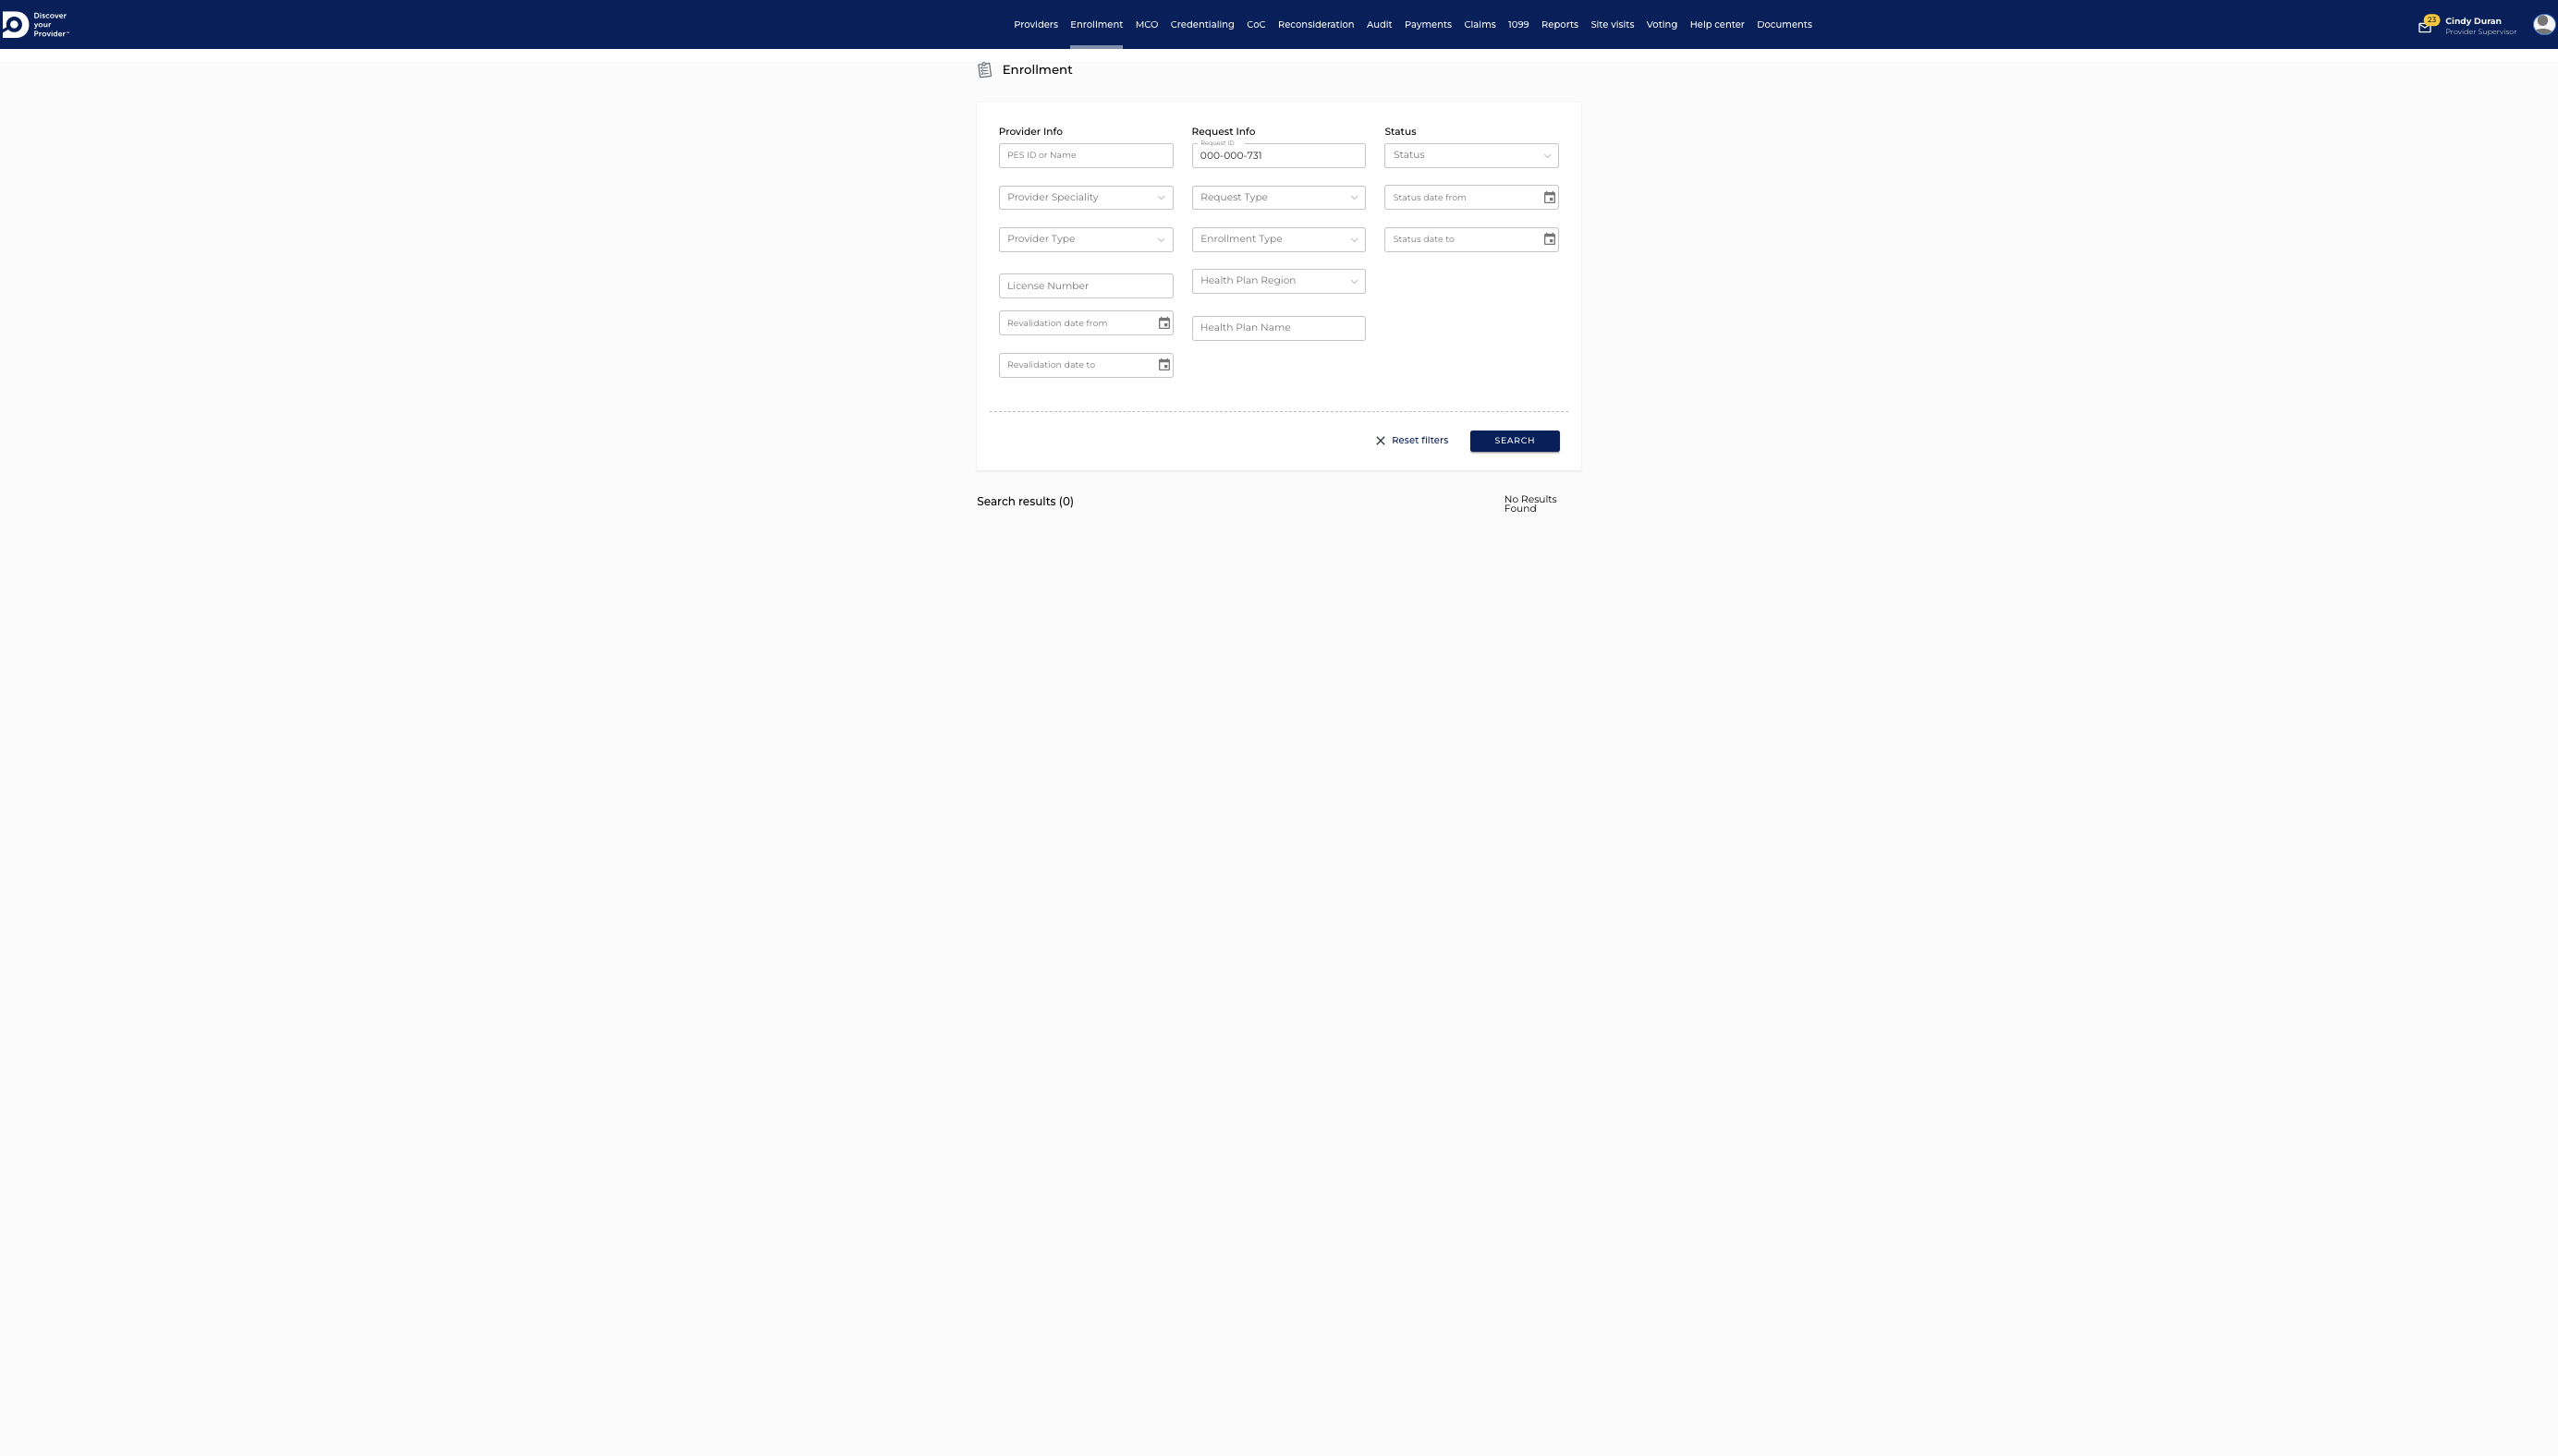 Discover
your
Provider™
Providers Enrollment MCO Credentialing CoC Reconsideration Audit Payments Claims 1099 Reports Site visits Voting Help center Documents
23
Cindy Duran
Provider Supervisor
Enrollment
Provider Info
Request Info
Status
PES ID or Name
Request ID
000-000-731
Status
Provider Speciality
Request Type
Status date from
Provider Type
Enrollment Type
Status date to
License Number
Health Plan Region
Revalidation date from
Health Plan Name
Revalidation date to
Reset filters
SEARCH
Search results (0)
No Results
Found